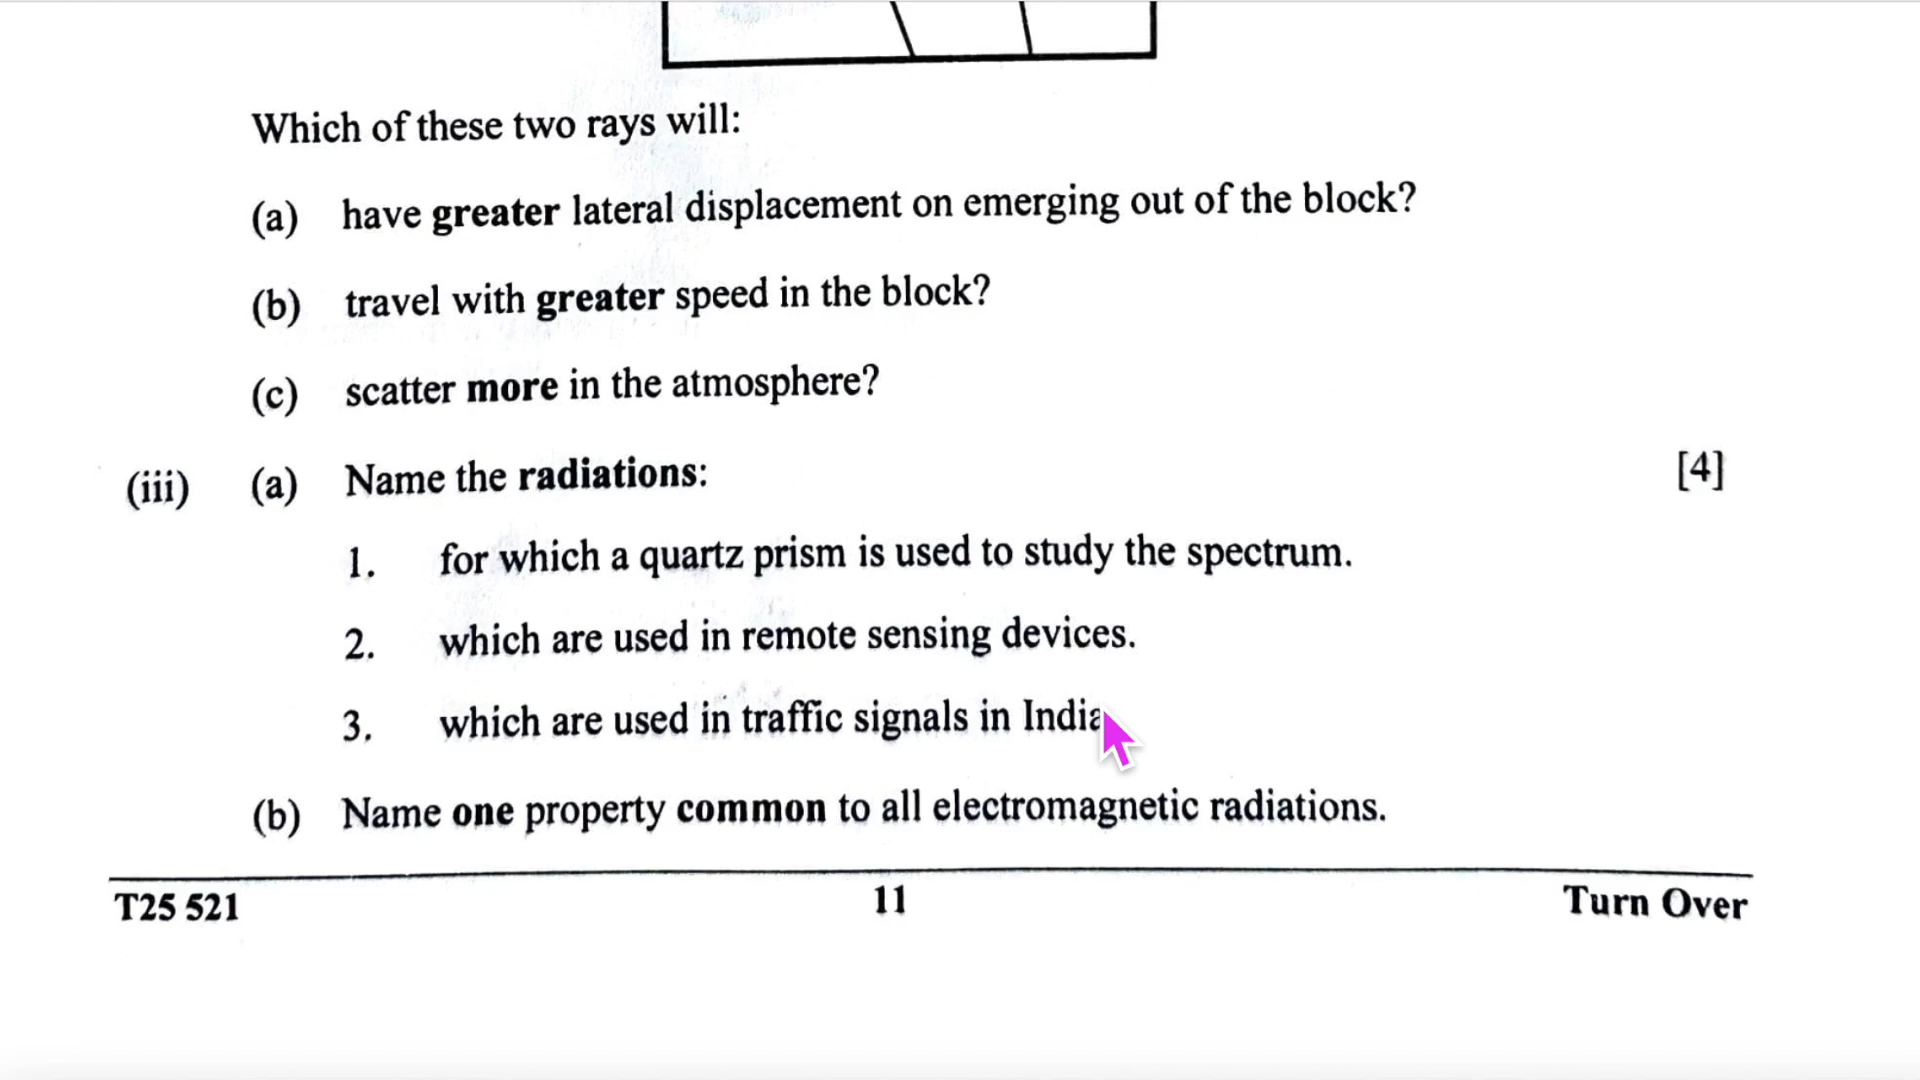 Which of these two rays will:
(a) have greater lateral displacement on emerging out of the block?
(b) travel with greater speed in the block?
(c) scatter more in the atmosphere?
(iii) (a) Name the radiations: [4]
1. for which a quartz prism is used to study the spectrum.
2. which are used in remote sensing devices.
3. which are used in traffic signals in India
(b) Name one property common to all electromagnetic radiations.
T25 521 11 Turn Over